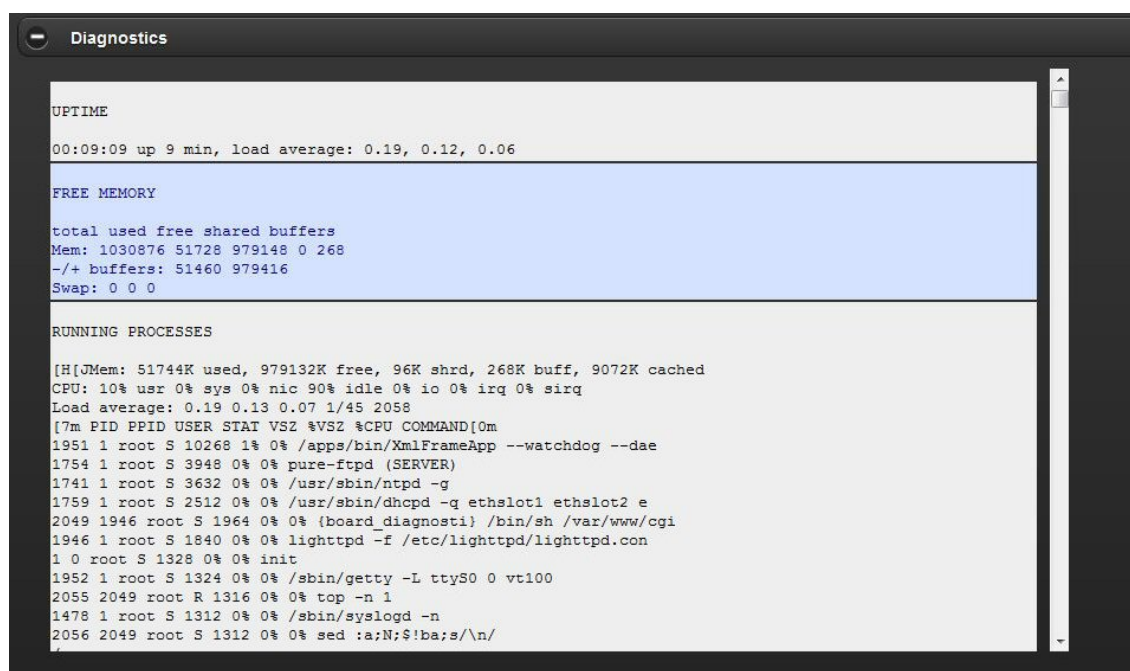 Diagnostics
UPTIME
00:09:09 up 9 min, load average: 0.19, 0.12, 0.06
FREE MEMORY
total used free shared buffers
Mem: 1030876 51728 979148 0 268
-/+ buffers: 51460 979416
Swap: 0 0 0
RUNNING PROCESSES
[H[JMem: 51744K used, 979132K free, 96K shrd, 268K buff, 9072K cached
CPU: 10% usr 0% sys 0% nic 90% idle 0% io 0% irq 0% sirq
Load average: 0.19 0.13 0.07 1/45 2058
[7m PID PPID USER STAT VSZ %VSZ %CPU COMMAND[0m
1951 1 root S 10268 1% 0% /apps/bin/XmlFrameApp --watchdog --dae
1754 1 root S 3948 0% 0% pure-ftpd (SERVER)
1741 1 root S 3632 0% 0% /usr/sbin/ntpd -g
1759 1 root S 2512 0% 0% /usr/sbin/dhcpd -q ethslot1 ethslot2 e
2049 1946 root S 1964 0% 0% {board_diagnosti} /bin/sh /var/www/cgi
1946 1 root S 1840 0% 0% lighttpd -f /etc/lighttpd/lighttpd.con
1 0 root S 1328 0% 0% init
1952 1 root S 1324 0% 0% /sbin/getty -L ttyS0 0 vt100
2055 2049 root R 1316 0% 0% top -n 1
1478 1 root S 1312 0% 0% /sbin/syslogd -n
2056 2049 root S 1312 0% 0% sed :a;N;$!ba;s/\n/